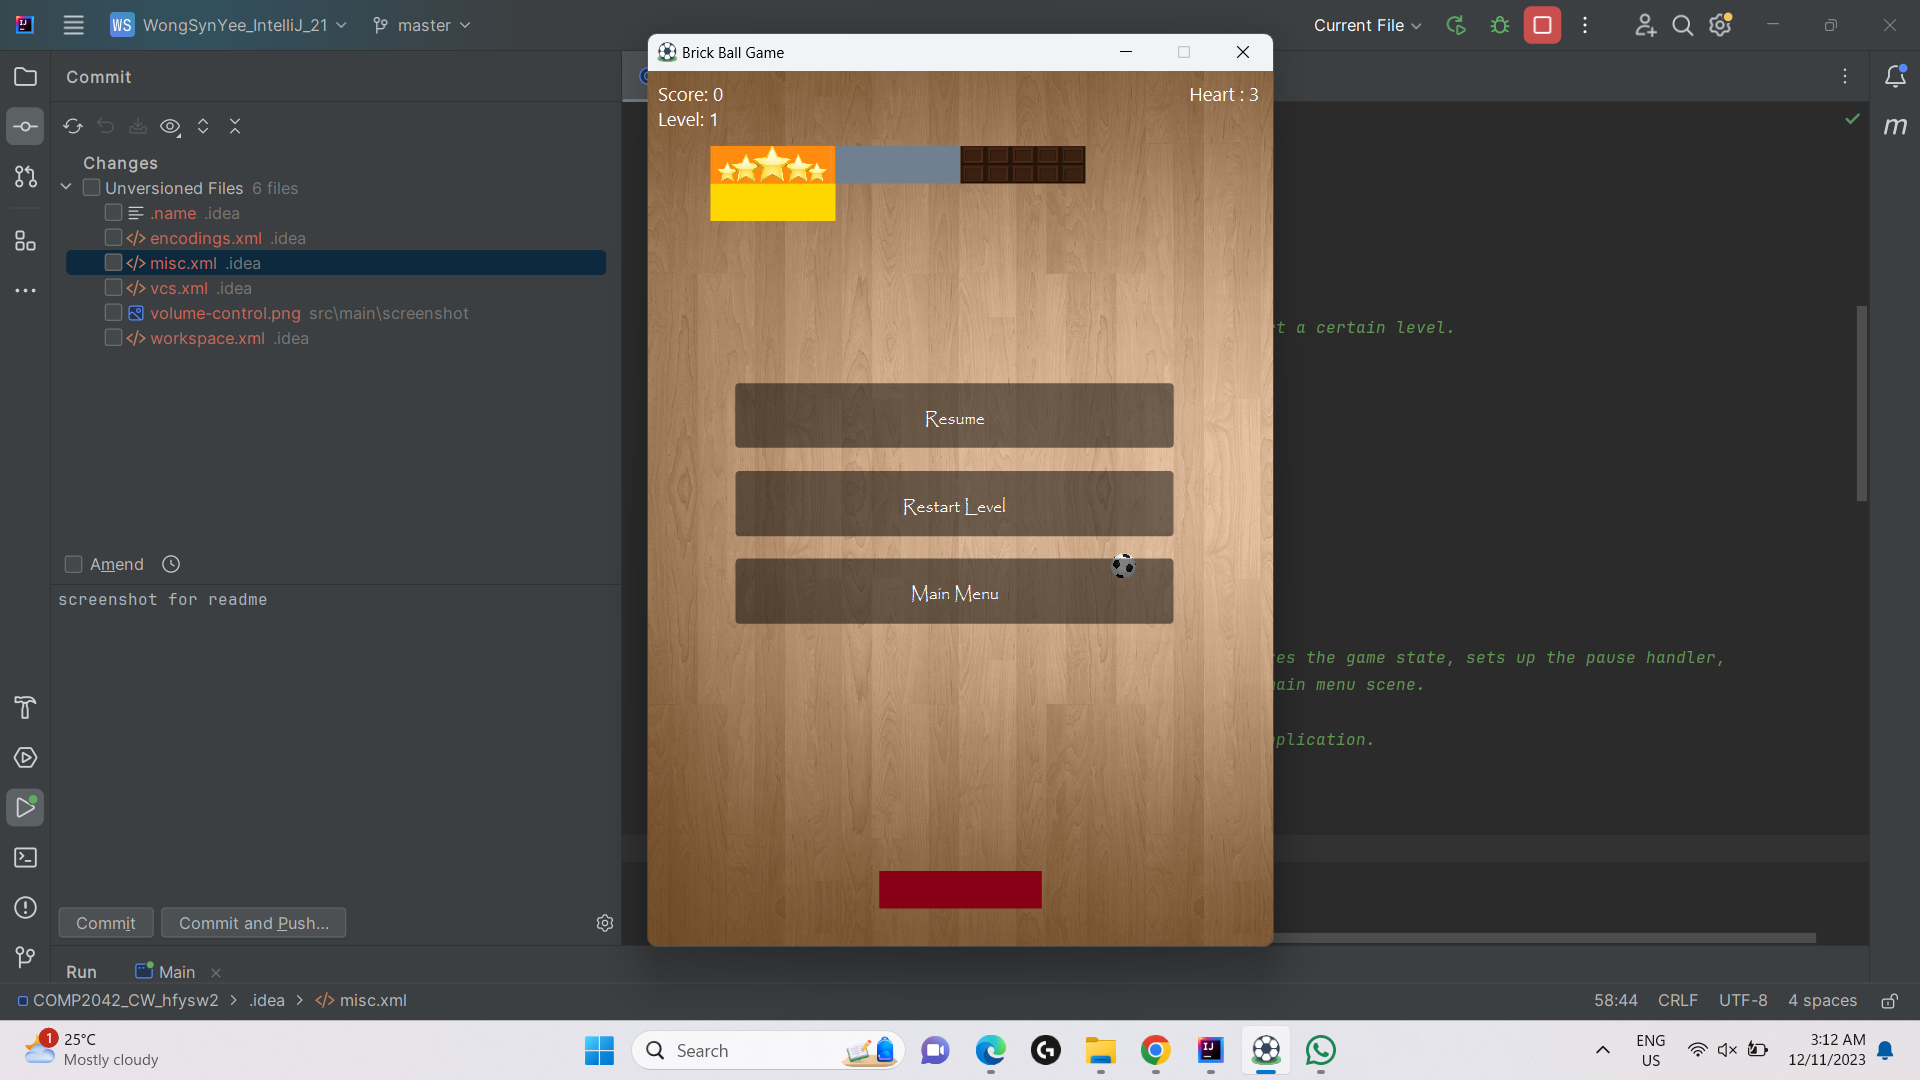 WS WongSynYee_IntelliJ_21 master Current File
Commit
Brick Ball Game
Score: 0 Heart : 3
Level: 1
m
Changes
Unversioned Files 6 files
.name .idea
encodings.xml .idea
misc.xml .idea
vcs.xml .idea
volume-control.png src\main\screenshot
workspace.xml .idea
t a certain level.
Resume
Restart Level
Main Menu
Amend
screenshot for readme
es the game state, sets up the pause handler,
ain menu scene.
plication.
Commit Commit and Push...
Run Main
COMP2042_CW_hfysw2 > .idea > misc.xml 58:44 CRLF UTF-8 4 spaces
1 25°C
Mostly cloudy
Search
ENG
US
3:12 AM
12/11/2023